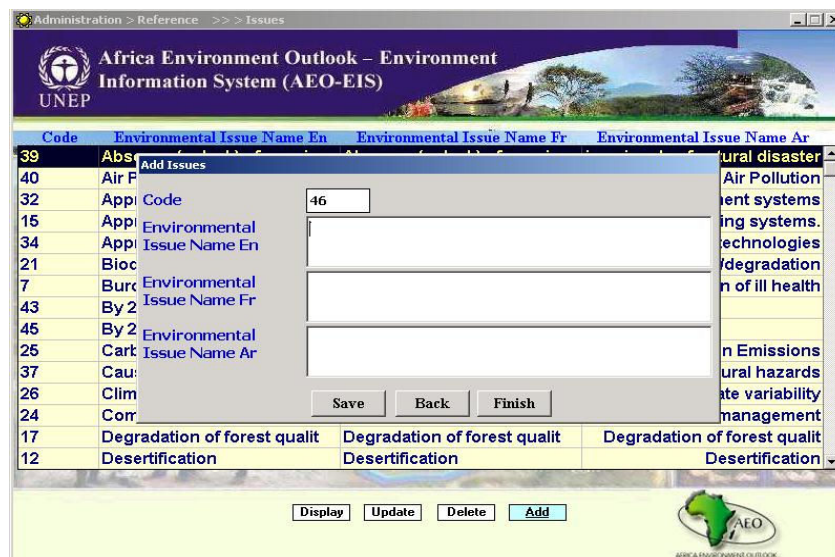 Administration > Reference >> > Issues
UNEP
Africa Environment Outlook – Environment
Information System (AEO-EIS)
Code Environmental Issue Name En Environmental Issue Name Fr Environmental Issue Name Ar
39 tural disaster
40 Air P Air Pollution
32 ent systems
15 ing systems.
34 echnologies
21 /degradation
7 n of ill health
43 By 2
45 By 2
25 n Emissions
37 ural hazards
26 Clim ate variability
24 management
17 Degradation of forest qualit Degradation of forest qualit Degradation of forest qualit
12 Desertification Desertification Desertification
Add Issues
Code 46
Environmental
Issue Name En
Environmental
Issue Name Fr
Environmental
Issue Name Ar
Save Back Finish
Display Update Delete Add
AEO
AFRICA ENVIRONMENT OUTLOOK